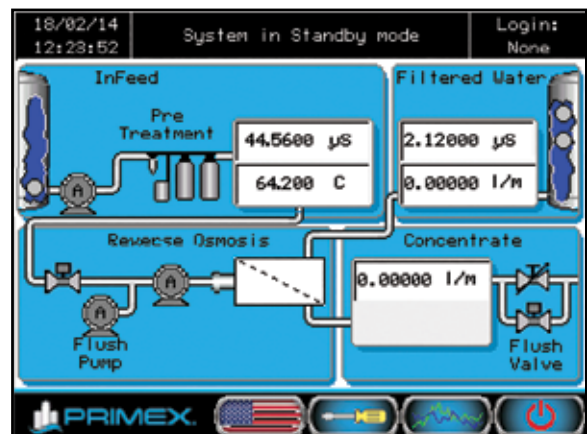 18/02/14
12:23:52
System in Standby mode
Login:
None
InFeed
Filtered Water
Pre
Treatment
44.5600 µS
64.200 C
2.12000 µS
0.00000 l/m
Reverse Osmosis
Concentrate
0.00000 l/m
A
A
A
Flush
Pump
Flush
Valve
PRIMEX.